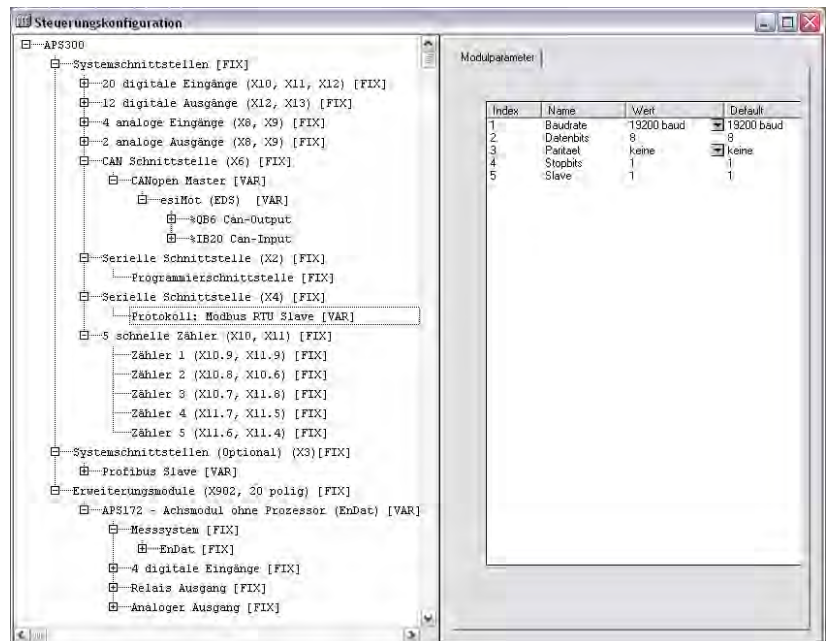 Steuerungskonfiguration
APS300
Systemschnittstellen [FIX]
20 digitale Eingänge (X10, X11, X12) [FIX]
12 digitale Ausgänge (X12, X13) [FIX]
4 analoge Eingänge (X8, X9) [FIX]
2 analoge Ausgänge (X8, X9) [FIX]
CAN Schnittstelle (X6) [FIX]
CANopen Master [VAR]
esiMot (EDS) [VAR]
%QB6 Can-Output
%IB20 Can-Input
Serielle Schnittstelle (X2) [FIX]
Programmierschnittstelle [FIX]
Serielle Schnittstelle (X4) [FIX]
Protokoll: Modbus RTU Slave [VAR]
5 schnelle Zähler (X10, X11) [FIX]
Zähler 1 (X10.9, X11.9) [FIX]
Zähler 2 (X10.8, X10.6) [FIX]
Zähler 3 (X10.7, X11.8) [FIX]
Zähler 4 (X11.7, X11.5) [FIX]
Zähler 5 (X11.6, X11.4) [FIX]
Systemschnittstellen (Optional) (X3)[FIX]
Profibus Slave [VAR]
Erweiterungsmodule (X902, 20 polig) [FIX]
APS172 - Achsmodul ohne Prozessor (EnDat) [VAR]
Messsystem [FIX]
EnDat [FIX]
4 digitale Eingänge [FIX]
Relais Ausgang [FIX]
Analoger Ausgang [FIX]
Modulparameter
Index Name Wert Default
1 Baudrate 19200 baud 19200 baud
2 Datenbits 8 8
3 Paritaet keine keine
4 Stopbits 1 1
5 Slave 1 1